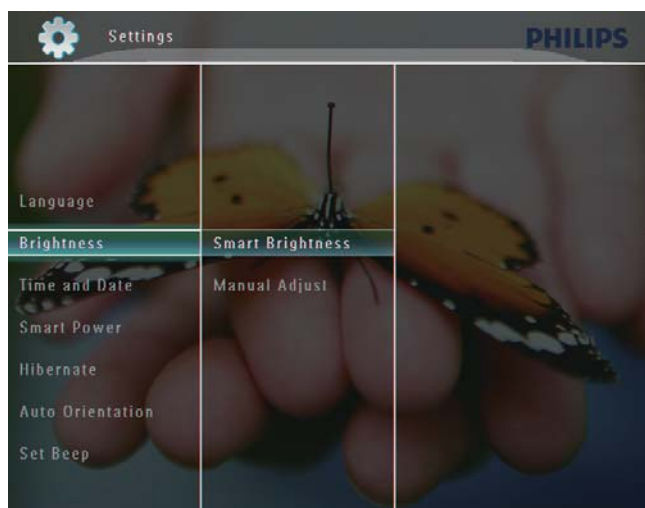 Settings
PHILIPS
Language
Brightness
Smart Brightness
Time and Date
Manual Adjust
Smart Power
Hibernate
Auto Orientation
Set Beep